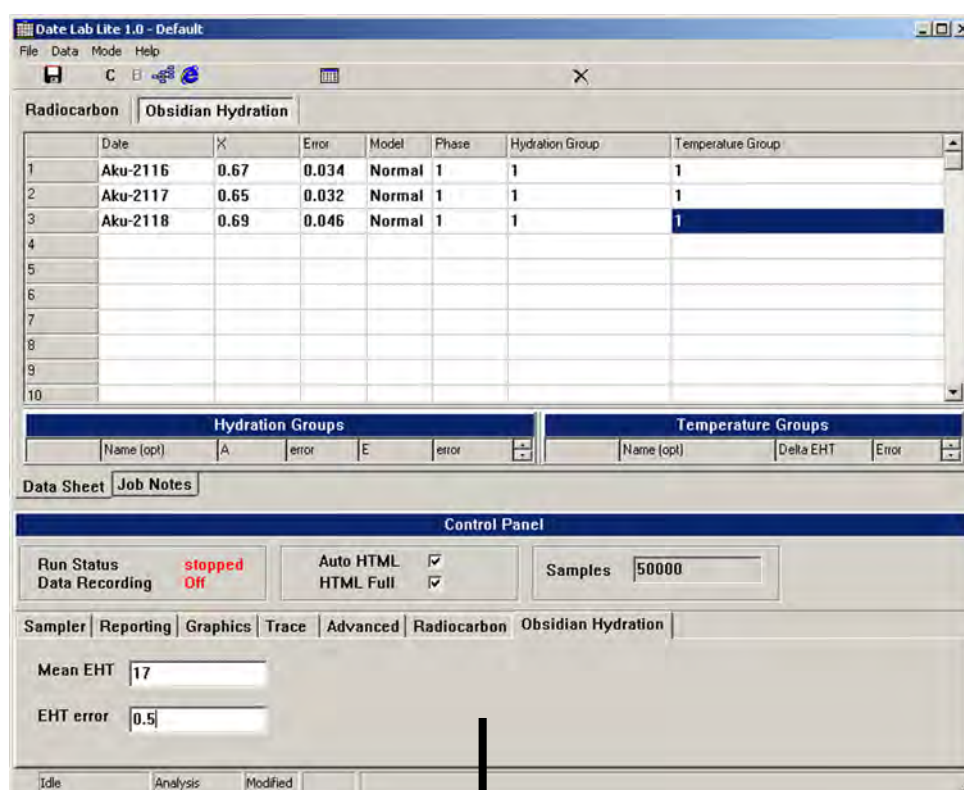 Date Lab Lite 1.0 - Default
File Data Mode Help
C B
Radiocarbon Obsidian Hydration
Date X Error Model Phase Hydration Group Temperature Group
1 Aku-2116 0.67 0.034 Normal 1 1 1
2 Aku-2117 0.65 0.032 Normal 1 1 1
3 Aku-2118 0.69 0.046 Normal 1 1 1
4
5
6
7
8
9
10
Hydration Groups Temperature Groups
Name (opt) A error E error Name (opt) Delta EHT Error
Data Sheet Job Notes
Control Panel
Run Status stopped Auto HTML Samples 50000
Data Recording Off HTML Full
Sampler Reporting Graphics Trace Advanced Radiocarbon Obsidian Hydration
Mean EHT 17
EHT error 0.5
Idle Analysis Modified